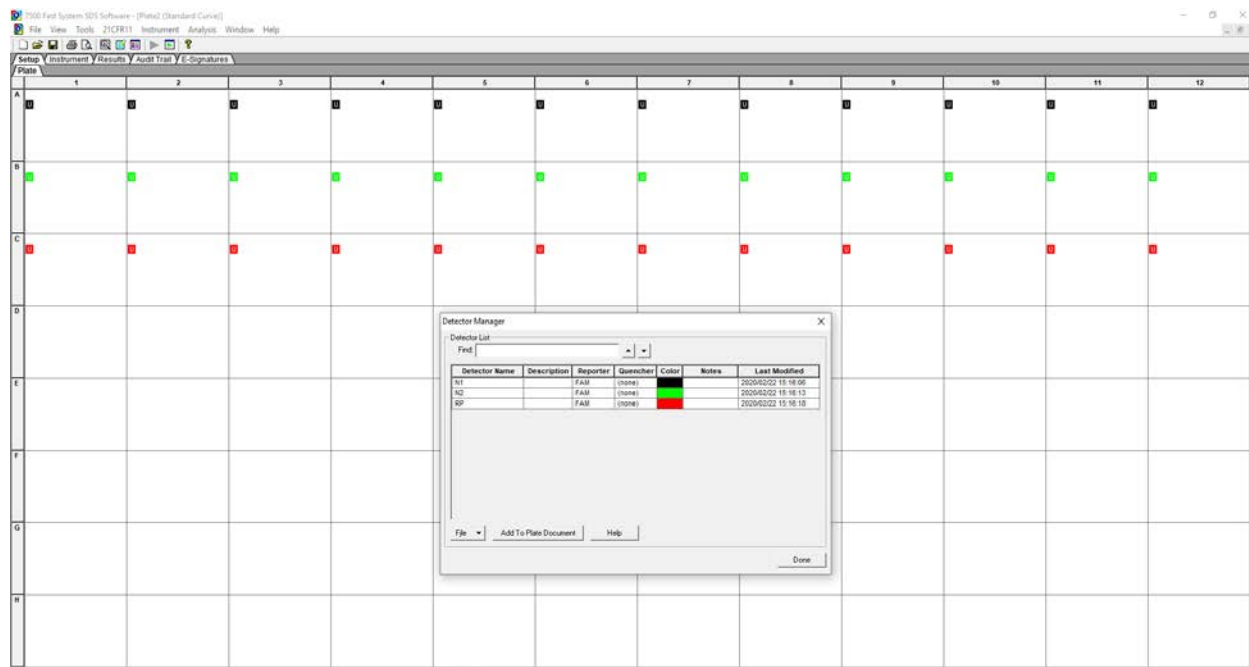 7500 Fast System SDS Software - [Plate2 (Standard Curve)]
File View Tools 21CFR11 Instrument Analysis Window Help
Setup Instrument Results Audit Trail E-Signatures
Plate
1 2 3 4 5 6 7 8 9 10 11 12
A
U U U U U U U U U U U U
B
U U U U U U U U U U U U
C
U U U U U U U U U U U U
D
Detector Manager
Detector List
Find:
Detector Name Description Reporter Quencher Color Notes Last Modified
N1 FAM (none) 2020/02/22 15:16:06
N2 FAM (none) 2020/02/22 15:16:13
RP FAM (none) 2020/02/22 15:16:18
E
F
G
File Add To Plate Document Help
Done
H